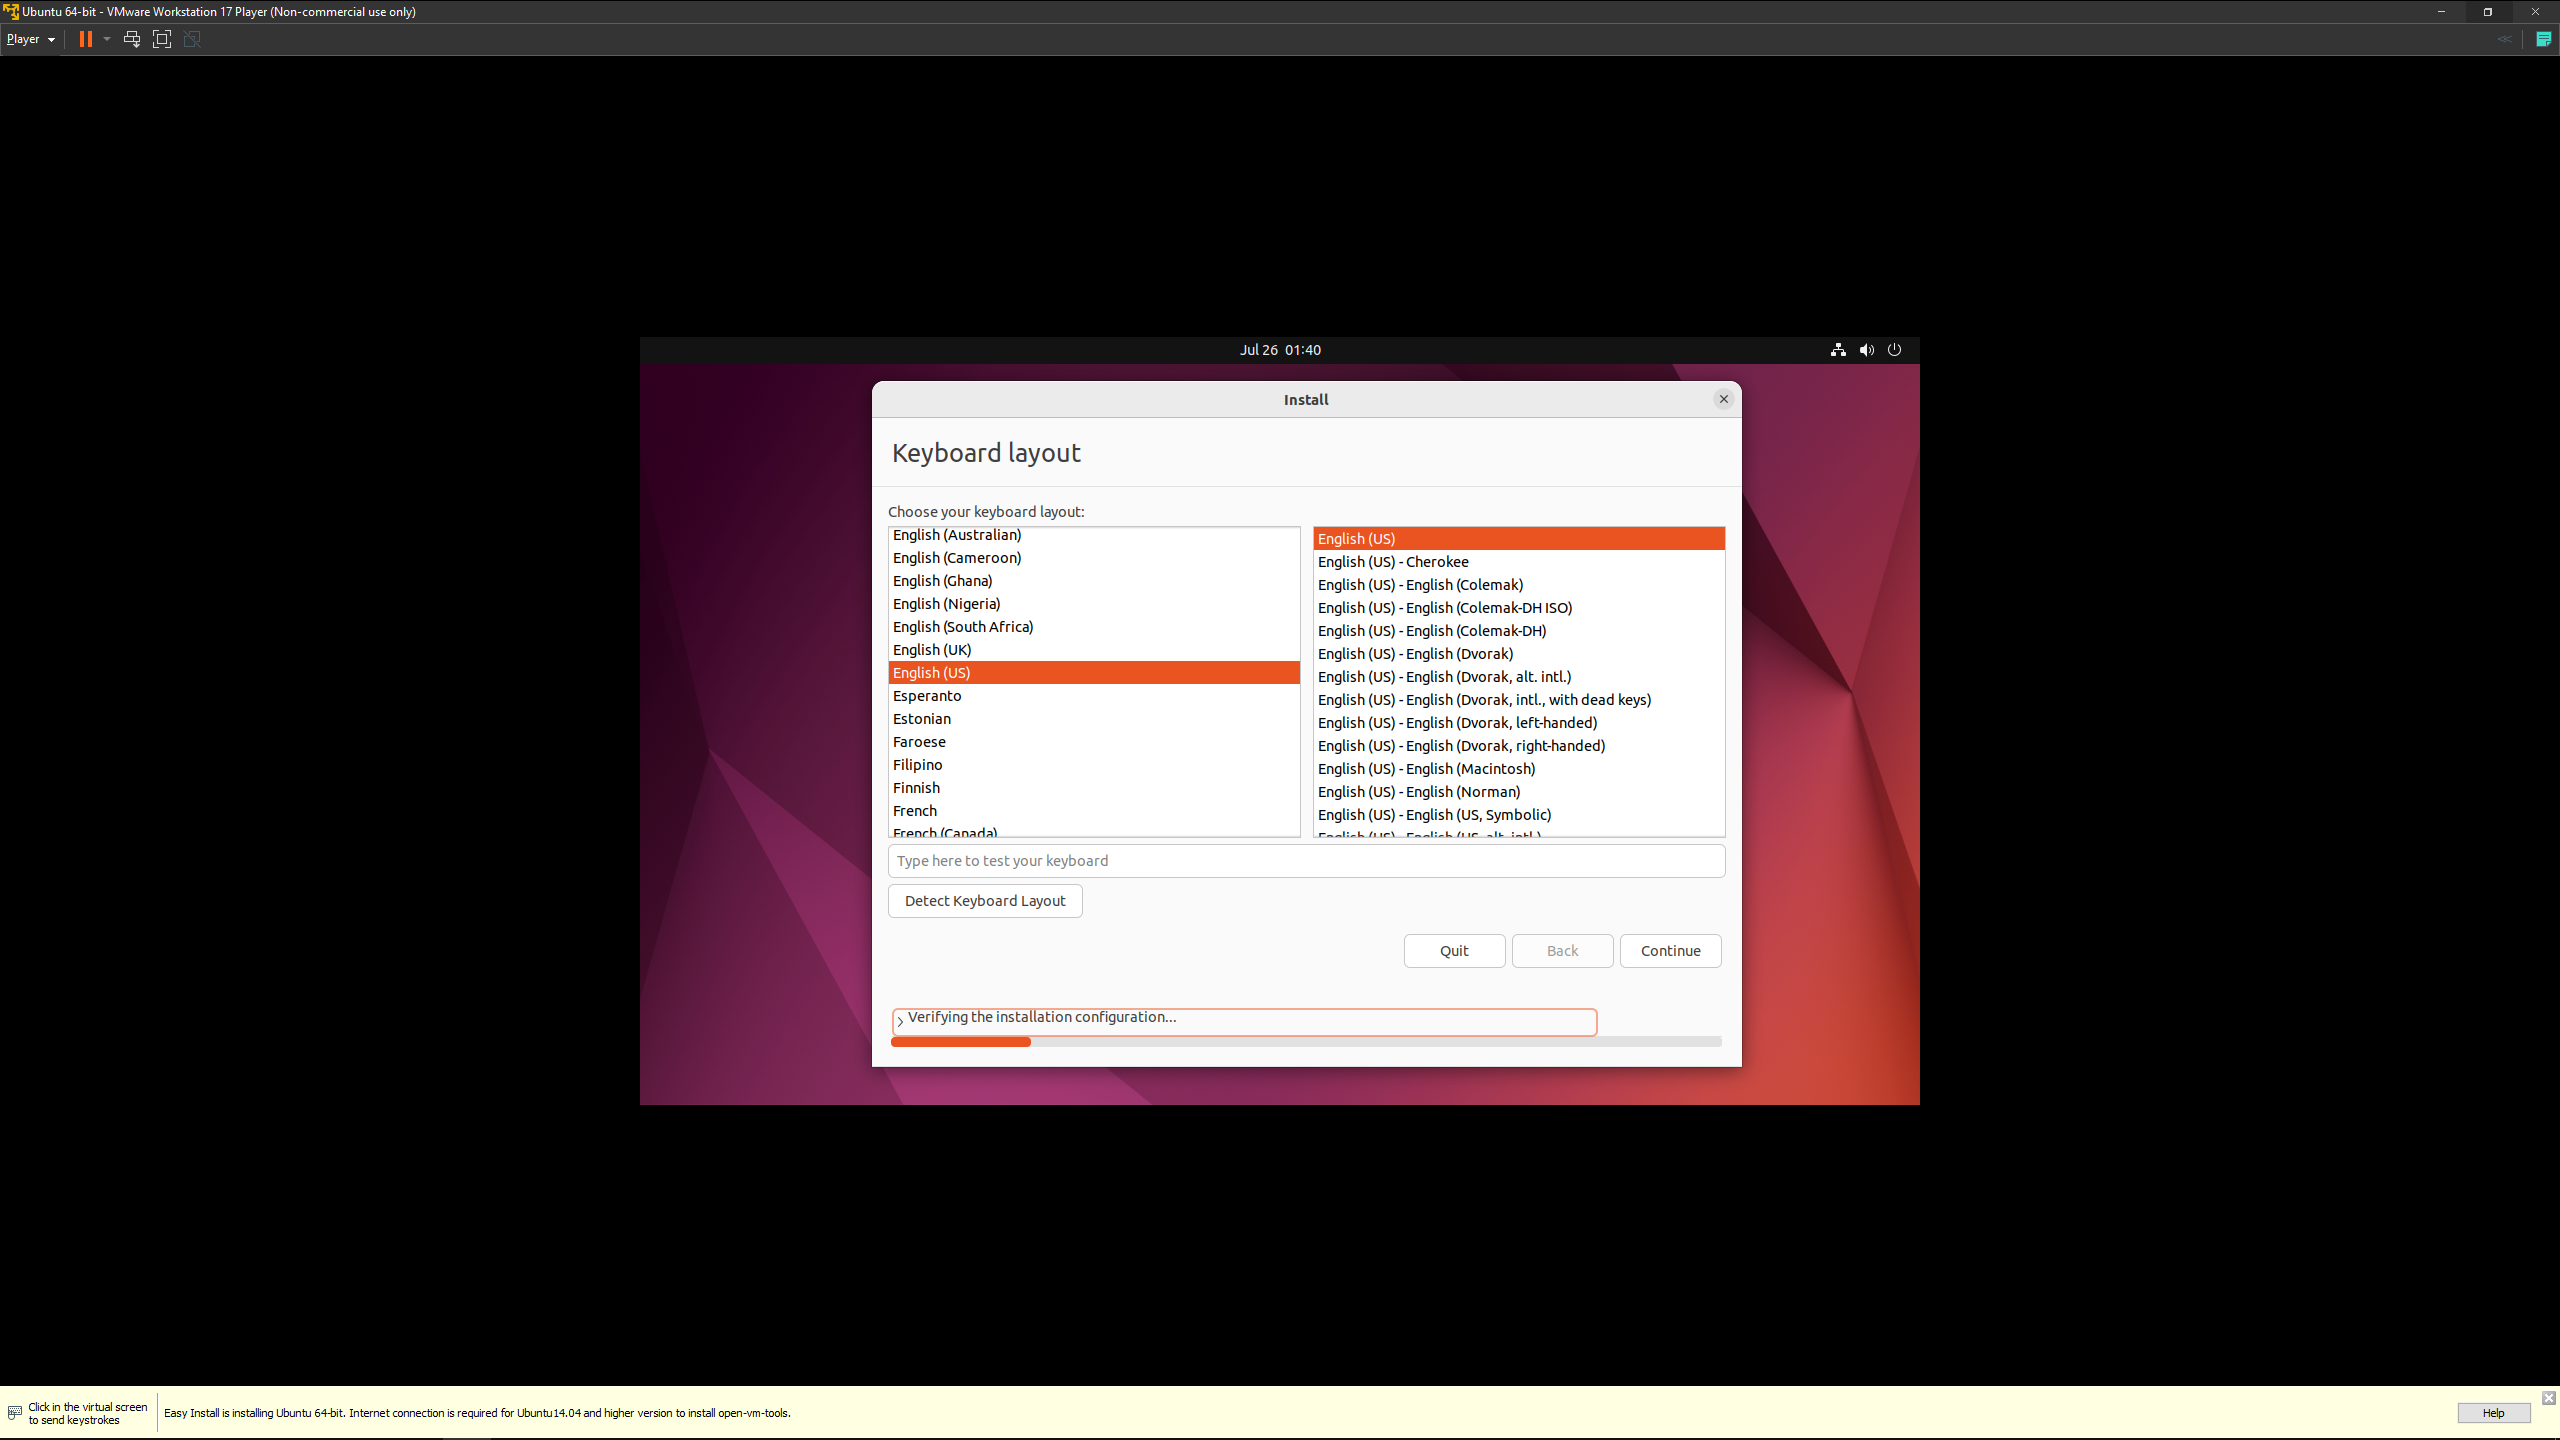 Ubuntu 64-bit - VMware Workstation 17 Player (Non-commercial use only)
Player
Jul 26 01:40
Install
Keyboard layout
Choose your keyboard layout:
English (Australian)
English (Cameroon)
English (Ghana)
English (Nigeria)
English (South Africa)
English (UK)
English (US)
Esperanto
Estonian
Faroese
Filipino
Finnish
French
French (Canada)
English (US)
English (US) - Cherokee
English (US) - English (Colemak)
English (US) - English (Colemak-DH ISO)
English (US) - English (Colemak-DH)
English (US) - English (Dvorak)
English (US) - English (Dvorak, alt. intl.)
English (US) - English (Dvorak, intl., with dead keys)
English (US) - English (Dvorak, left-handed)
English (US) - English (Dvorak, right-handed)
English (US) - English (Macintosh)
English (US) - English (Norman)
English (US) - English (US, Symbolic)
English (US) - English (US, alt. intl.)
Type here to test your keyboard
Detect Keyboard Layout
Quit
Back
Continue
Verifying the installation configuration...
Click in the virtual screen
to send keystrokes
Easy Install is installing Ubuntu 64-bit. Internet connection is required for Ubuntu14.04 and higher version to install open-vm-tools.
Help